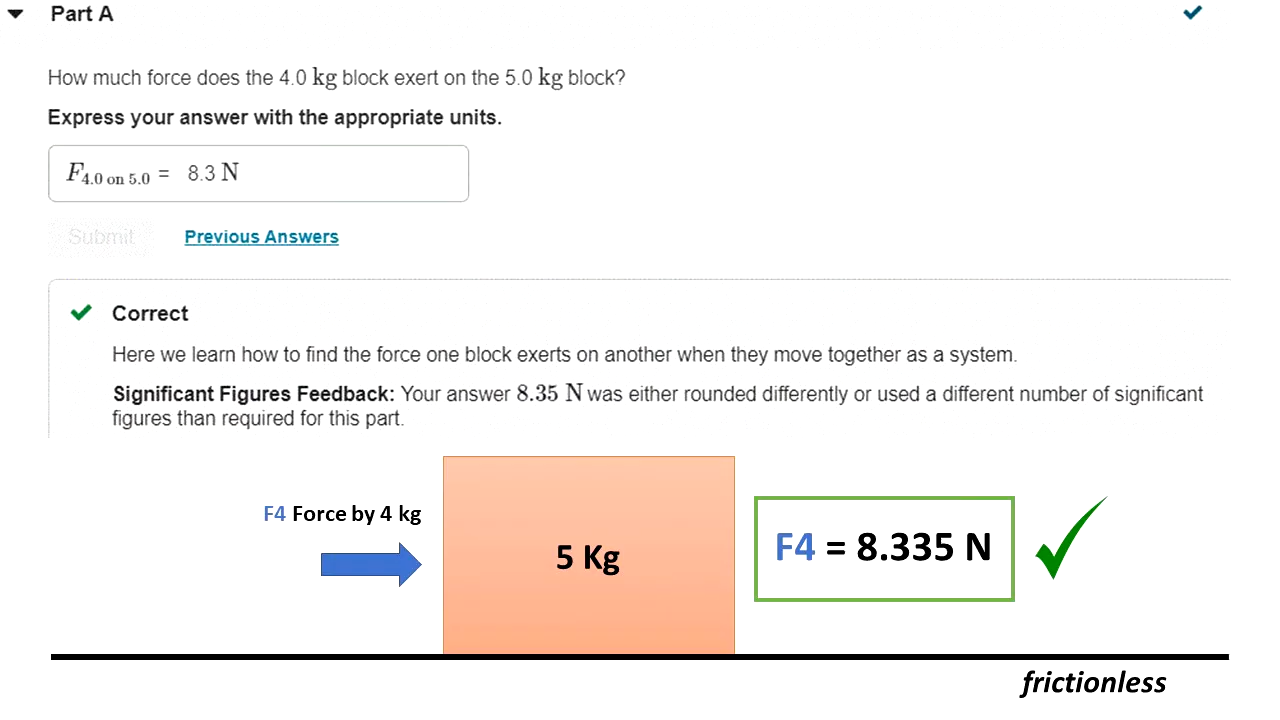 Part A
How much force does the 4.0 kg block exert on the 5.0 kg block?
Express your answer with the appropriate units.
F4.0 on 5.0 = 8.3 N
Submit
Previous Answers
Correct
Here we learn how to find the force one block exerts on another when they move together as a system.
Significant Figures Feedback: Your answer 8.35 N was either rounded differently or used a different number of significant
figures than required for this part.
F4 Force by 4 kg
5 Kg
F4 = 8.335 N
frictionless